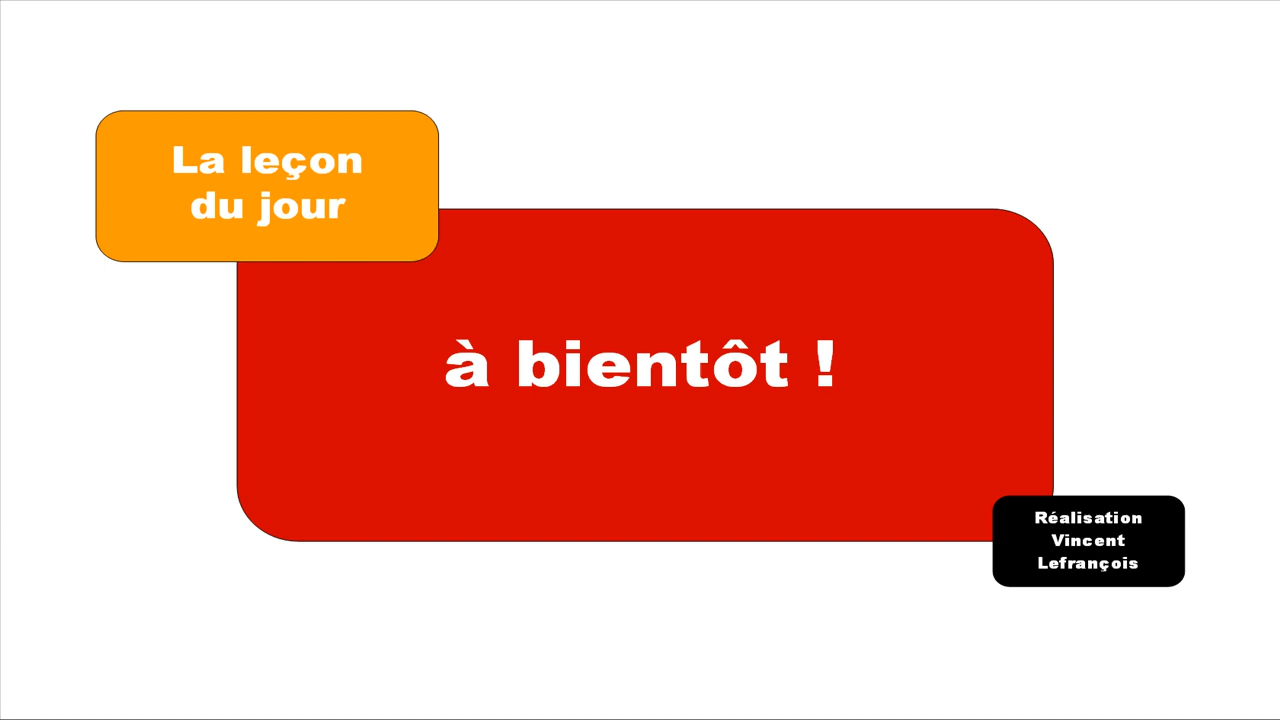 La leçon
du jour
à bientôt !
Réalisation
Vincent
Lefrançois